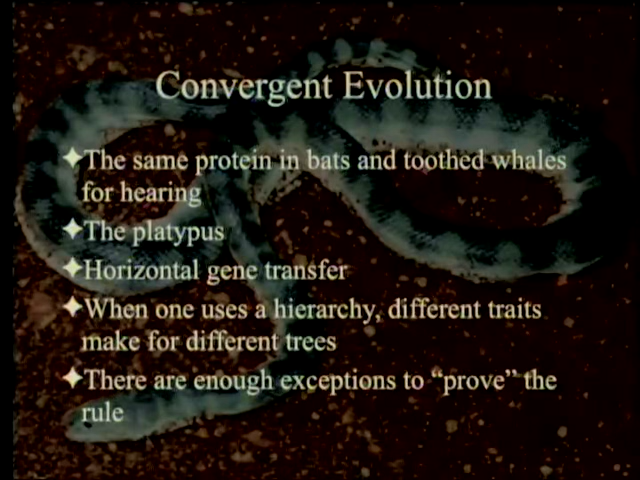 Convergent Evolution
✦The same protein in bats and toothed whales
for hearing
✦The platypus
✦Horizontal gene transfer
✦When one uses a hierarchy, different traits
make for different trees
✦There are enough exceptions to “prove” the
rule